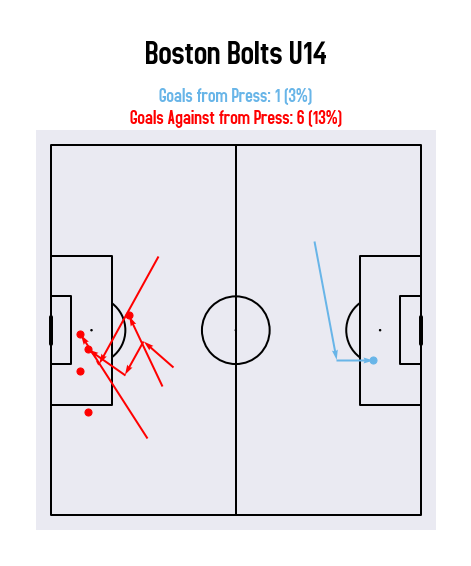 Boston Bolts U14
Goals from Press: 1 (3%)
Goals Against from Press: 6 (13%)